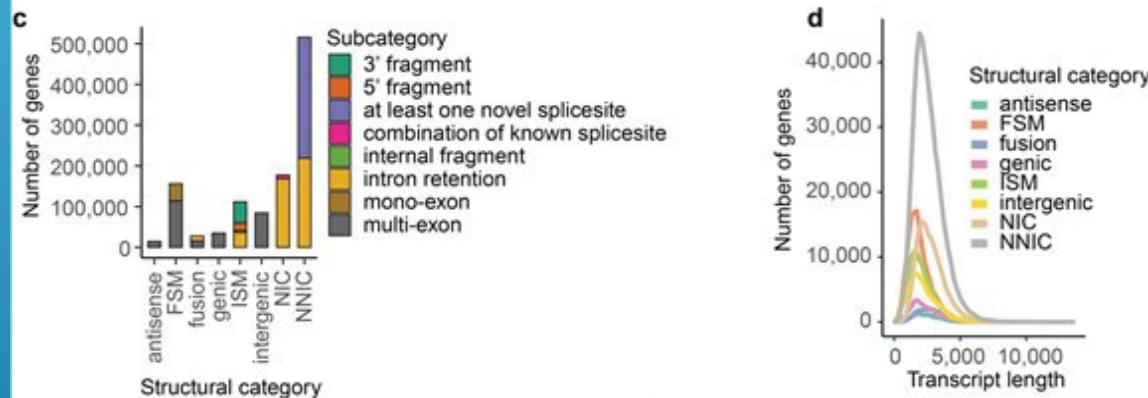 c
Number of genes
500,000
400,000
300,000
200,000
100,000
0
antisense
FSM
fusion
genic
ISM
intergenic
NIC
NNIC
Structural category
Subcategory
3' fragment
5' fragment
at least one novel splicesite
combination of known splicesite
internal fragment
intron retention
mono-exon
multi-exon
d
Number of genes
40,000
30,000
20,000
10,000
0
0 5,000 10,000
Transcript length
Structural category
antisense
FSM
fusion
genic
ISM
intergenic
NIC
NNIC